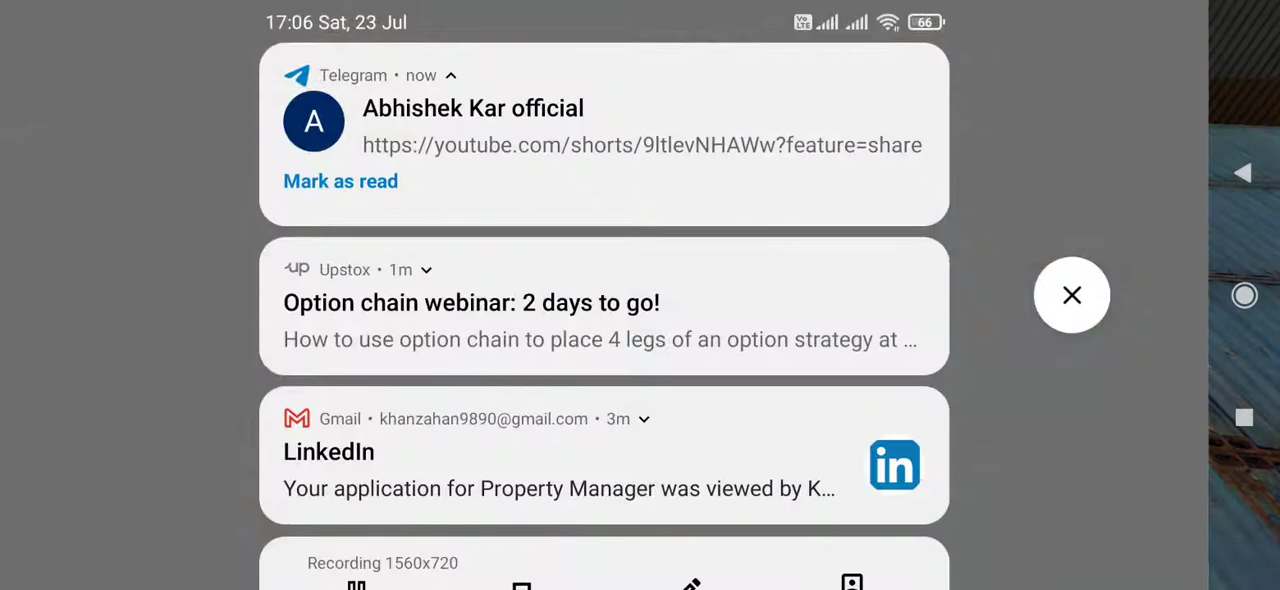 17:06 Sat, 23 Jul
Vo LTE 66
Telegram • now
A
Abhishek Kar official
https://youtube.com/shorts/9ltlevNHAWw?feature=share
Mark as read
up Upstox • 1m
Option chain webinar: 2 days to go!
How to use option chain to place 4 legs of an option strategy at ...
Gmail • khanzahan9890@gmail.com • 3m
LinkedIn
in
Your application for Property Manager was viewed by K...
Recording 1560x720